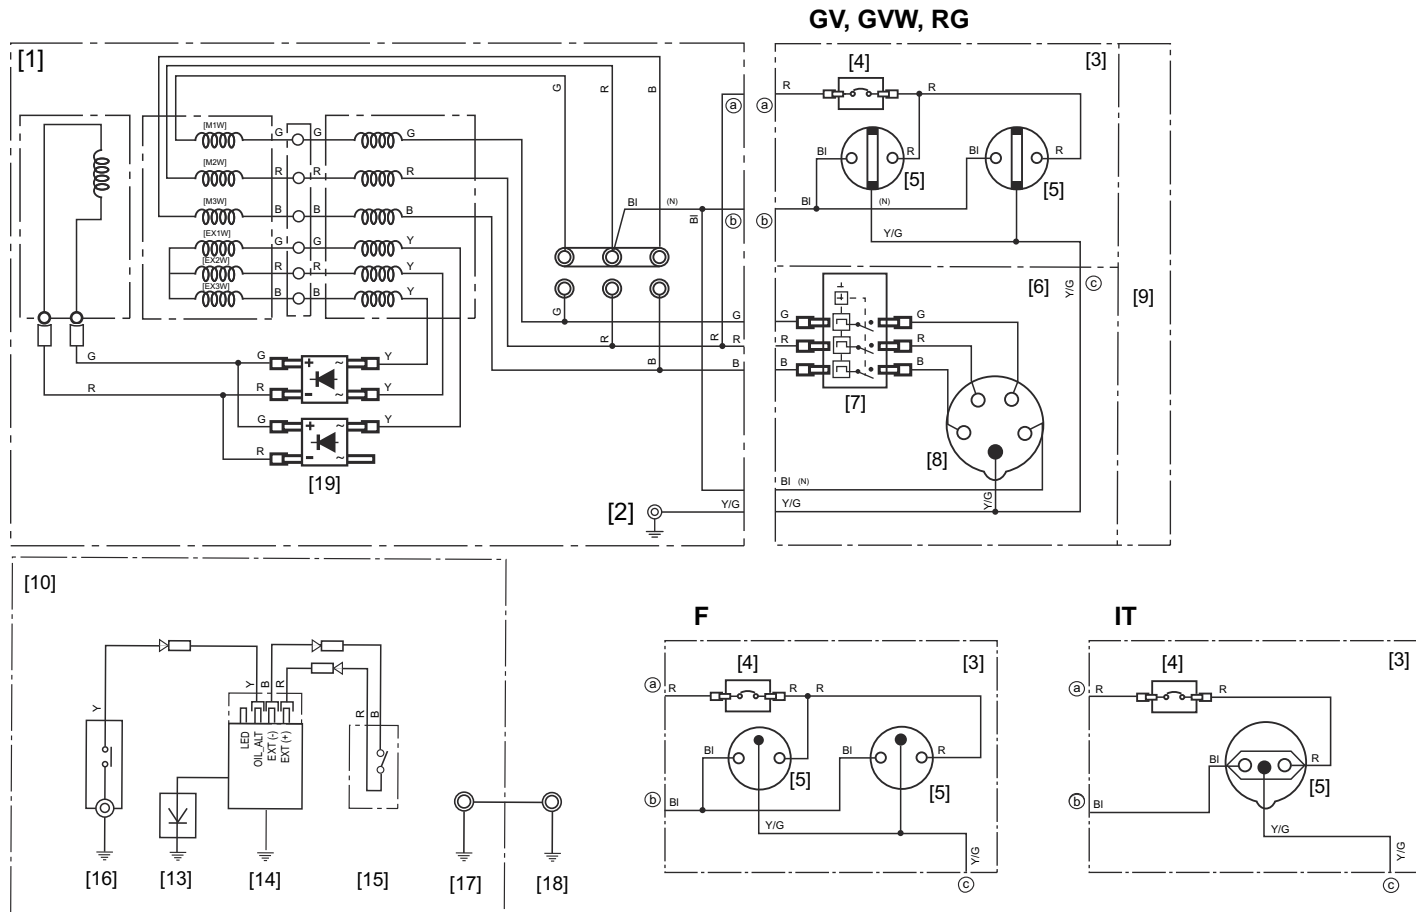 GV, GVW, RG
[1]
G
R
B
[M1W]
G
G
G
[M2W]
R
R
R
[M3W]
B
B
B
[EX1W]
G
G
Y
[EX2W]
R
R
Y
[EX3W]
B
B
Y
Bl
(N)
Bl
a
b
G
R
B
R
G
R
B
G
R
G
R
Y
Y
G
R
Y
+
~
-
~
+
~
-
~
[19]
[2]
Y/G
a
R
[4]
R
[3]
Bl
R
[5]
Bl
R
[5]
b
Bl
(N)
Y/G
[6]
Y/G
c
[9]
G
R
B
G
R
B
[7]
[8]
Bl
(N)
Y/G
Y/G
[10]
Y
Y
B
R
LED
OIL_ALT
EXT (-)
EXT (+)
R
B
[16]
[13]
[14]
[15]
[17]
[18]
F
[4]
[3]
a
R
R
R
Bl
[5]
Bl
R
[5]
b
Bl
Y/G
Y/G
c
IT
[4]
[3]
a
R
R
Bl
R
[5]
b
Bl
Y/G
Y/G
c